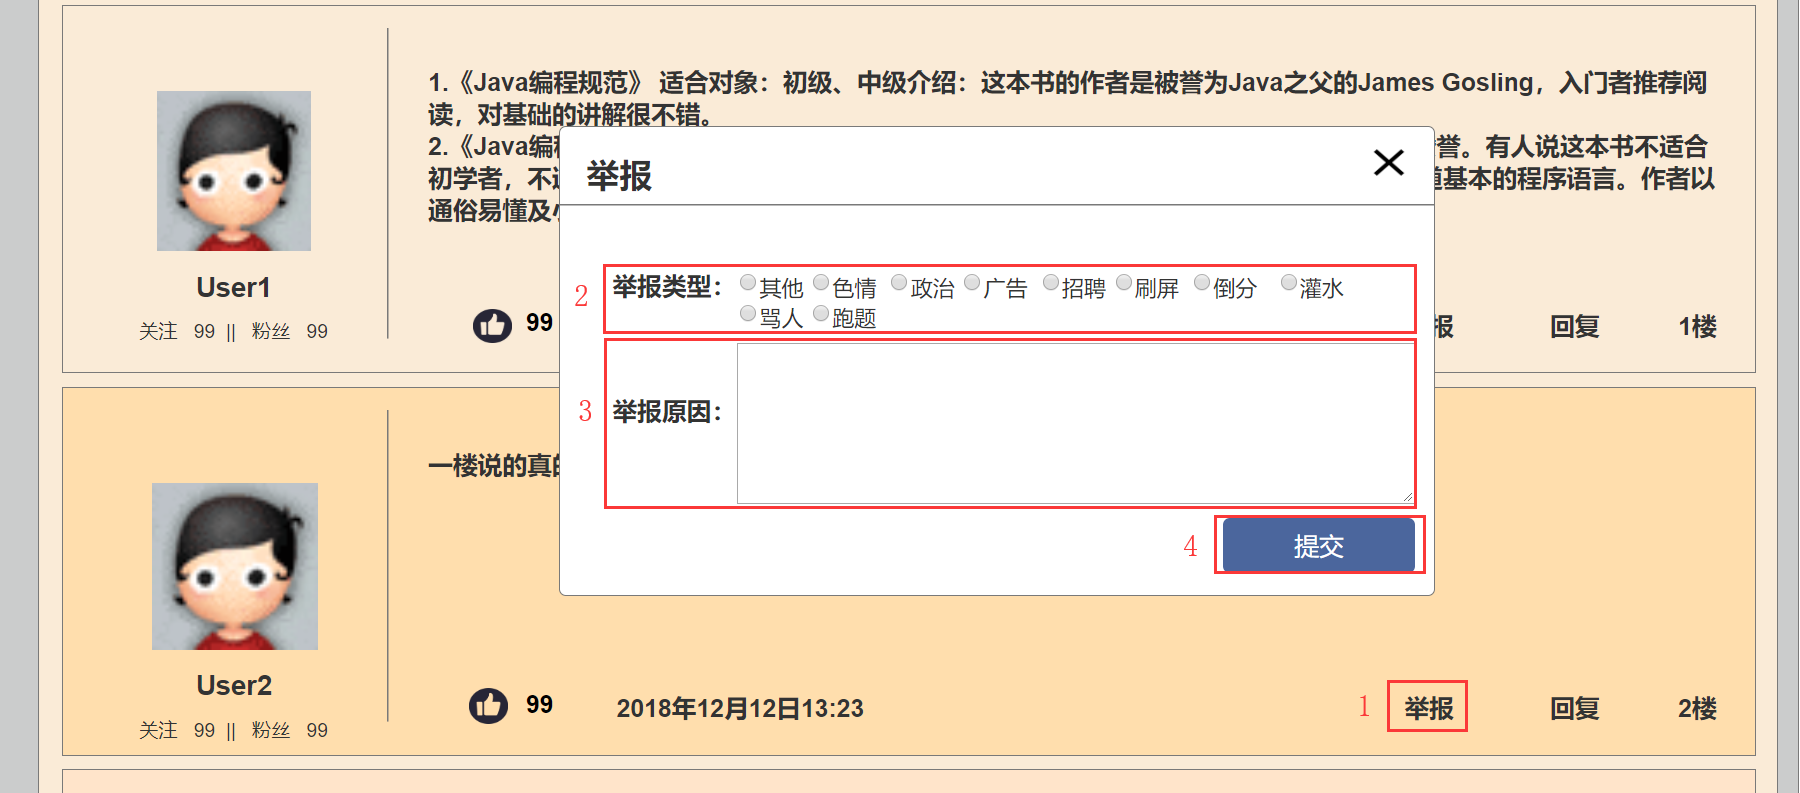 1.《Java编程规范》 适合对象：初级、中级介绍：这本书的作者是被誉为Java之父的James Gosling，入门者推荐阅
读，对基础的讲解很不错。
2.《Java编 誉。有人说这本书不适合
初学者，不 基本的程序语言。作者以
通俗易懂及
User1
关注 99 || 粉丝 99
99
报 回复 1楼
举报
2 举报类型： 其他 色情 政治 广告 招聘 刷屏 倒分 灌水
骂人 跑题
3 举报原因：
4 提交
一楼说的真
User2
关注 99 || 粉丝 99
99 2018年12月12日13:23 1 举报 回复 2楼